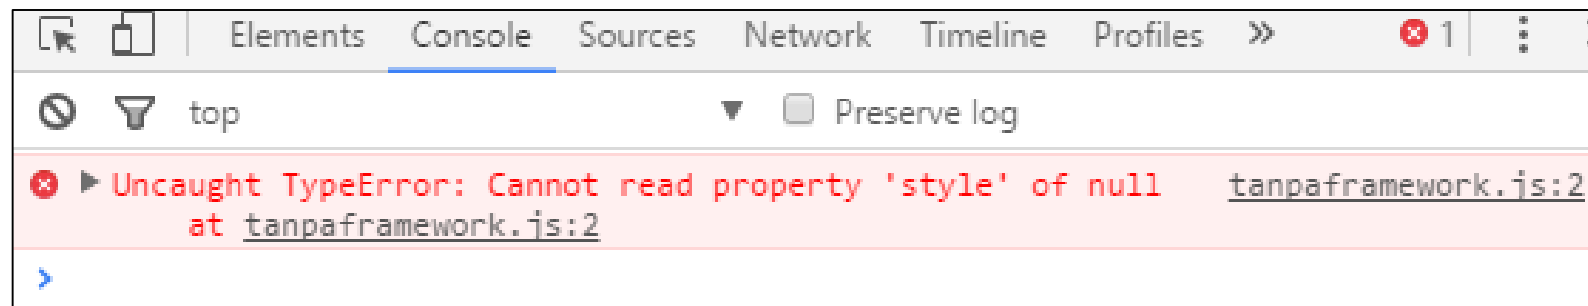 Elements Console Sources Network Timeline Profiles » 1
top Preserve log
Uncaught TypeError: Cannot read property 'style' of null tanpaframework.js:2
at tanpaframework.js:2